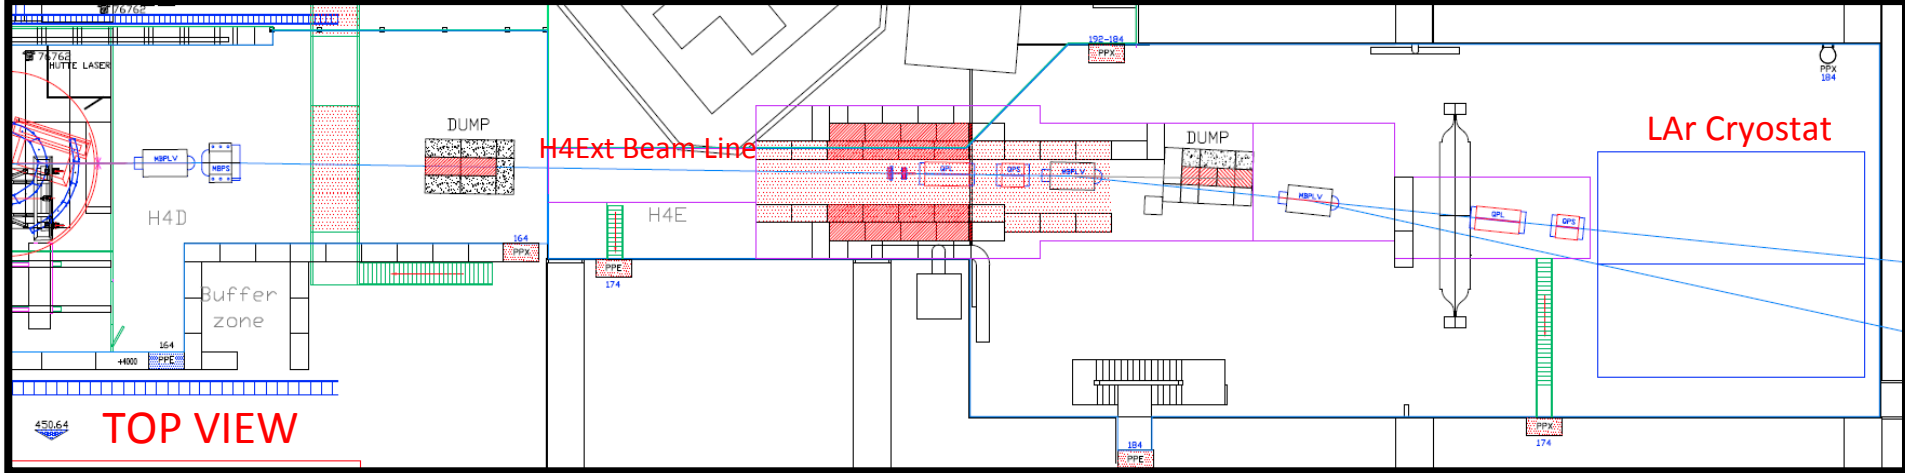 76762
76762
HUTTE LASER
192-184
PPX
PPX
184
DUMP
DUMP
LAr Cryostat
H4Ext Beam Line
MBPLV
MBPS
QPL
QPS
MBPLV
MBPLV
QPL
QPS
H4D
H4E
164
PPX
PPE
174
Buffer
zone
164
+4000
PPE
450.64
TOP VIEW
184
PPE
PPX
174